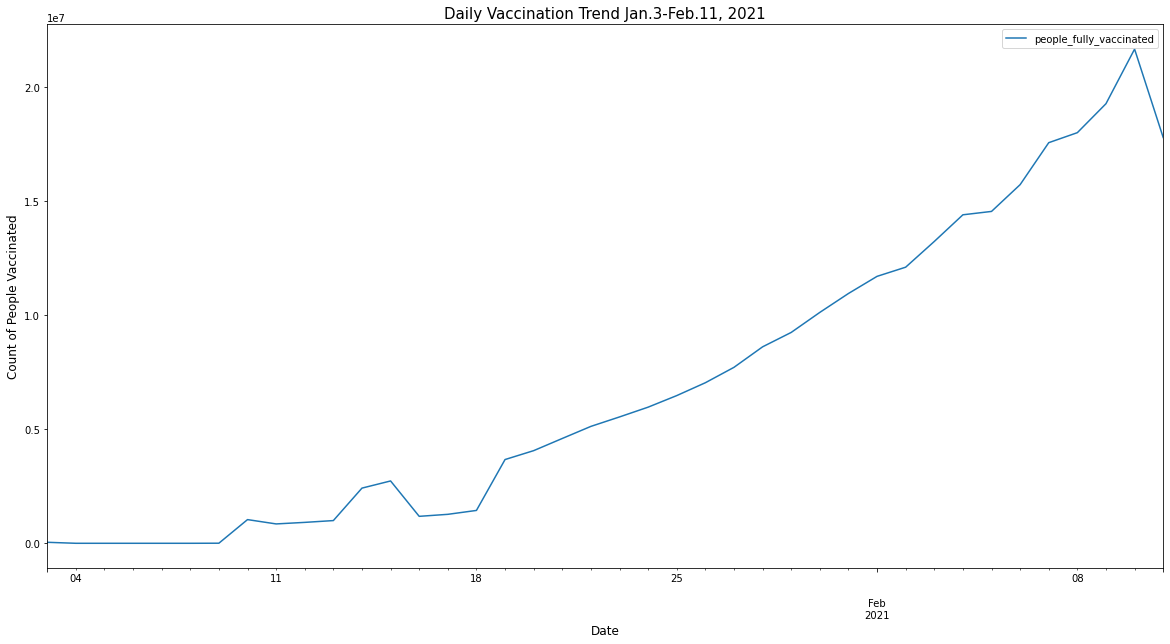 Daily Vaccination Trend Jan.3-Feb.11, 2021
1e7
people_fully_vaccinated
2.0
1.5
1.0
0.5
0.0
Count of People Vaccinated
04
11
18
25
08
Feb
2021
Date